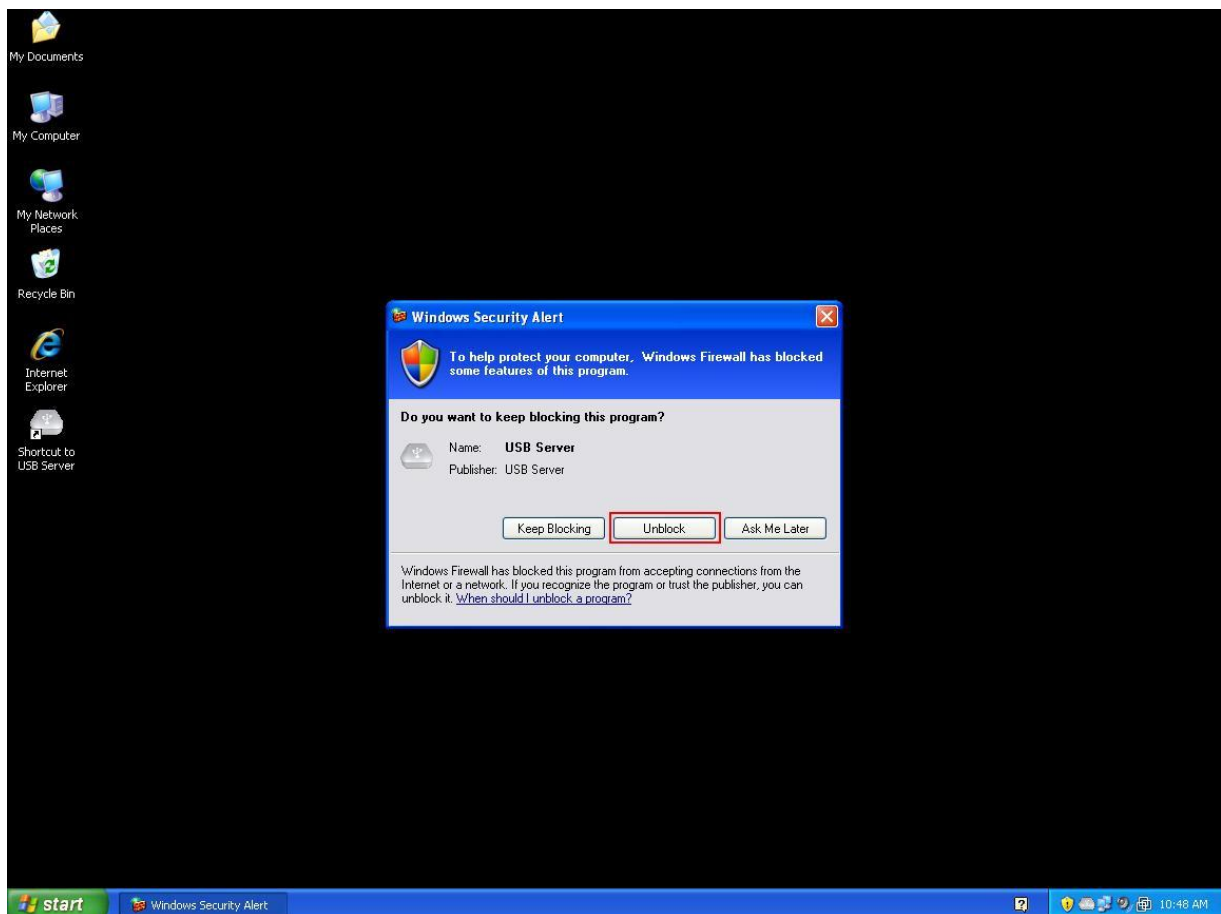 My Documents
My Computer
My Network
Places
Recycle Bin
Internet
Explorer
Shortcut to
USB Server
Windows Security Alert
To help protect your computer, Windows Firewall has blocked
some features of this program.
Do you want to keep blocking this program?
Name: USB Server
Publisher: USB Server
Keep Blocking Unblock Ask Me Later
Windows Firewall has blocked this program from accepting connections from the
Internet or a network. If you recognize the program or trust the publisher, you can
unblock it. When should I unblock a program?
start Windows Security Alert 10:48 AM